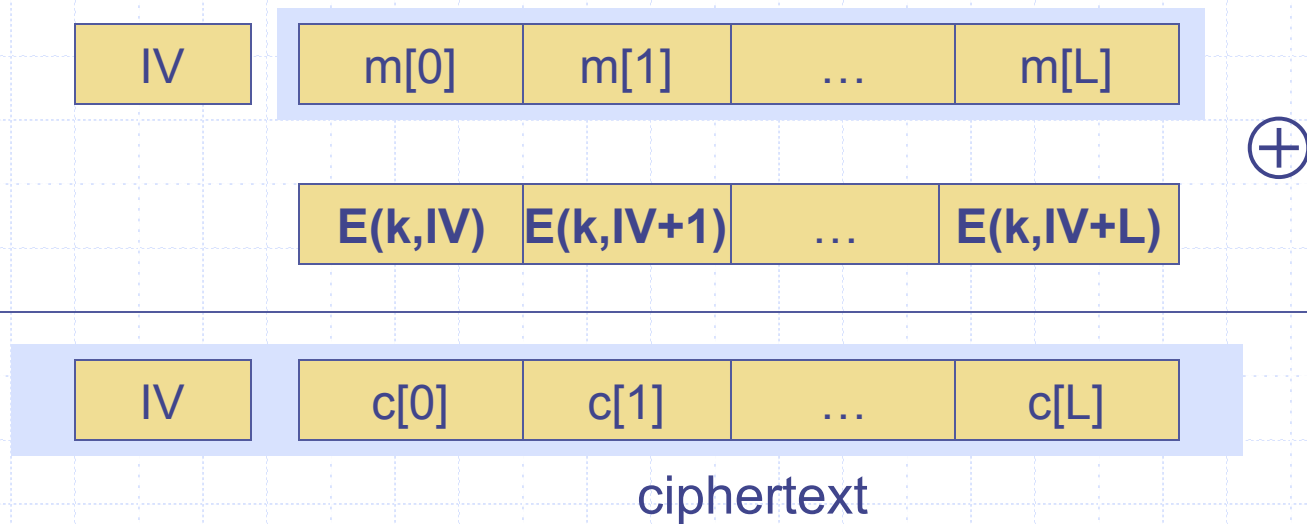 IV m[0] m[1] … m[L]
⊕
E(k,IV) E(k,IV+1) … E(k,IV+L)
IV c[0] c[1] … c[L]
ciphertext